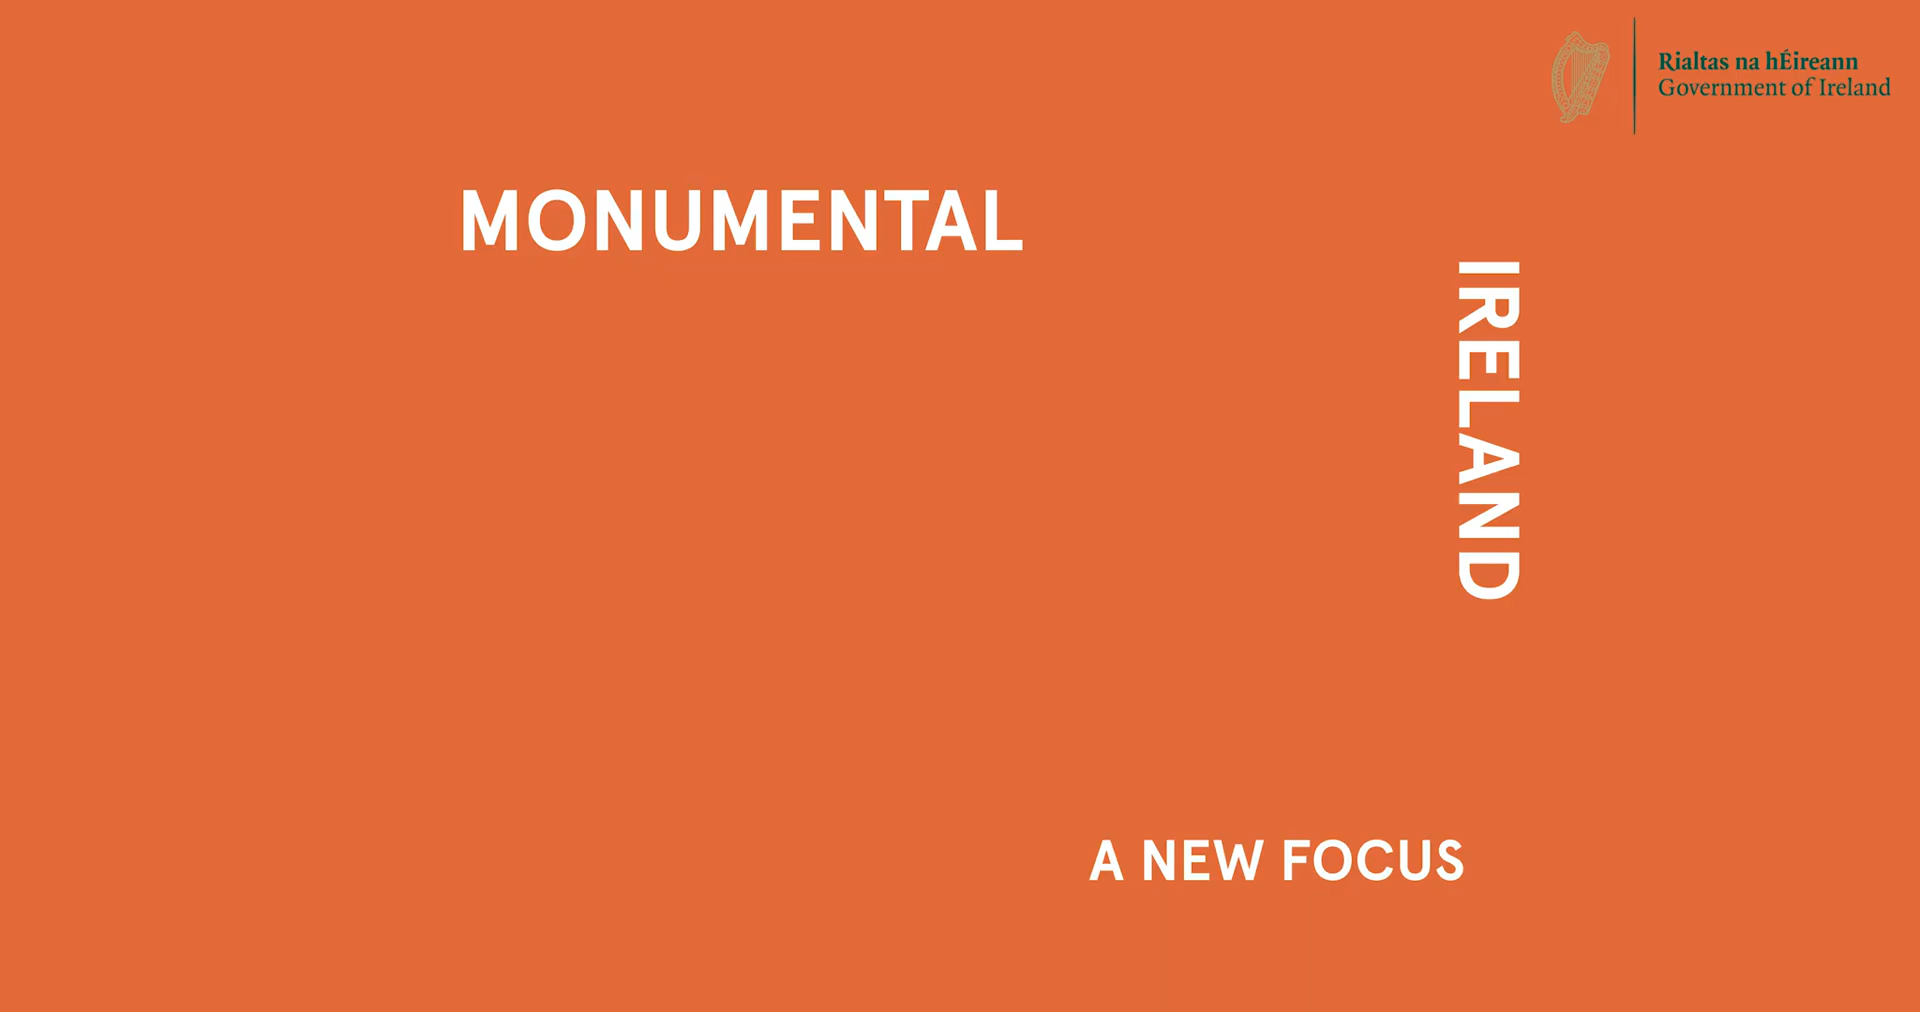 Rialtas na hÉireann
Government of Ireland
MONUMENTAL
IRELAND
A NEW FOCUS